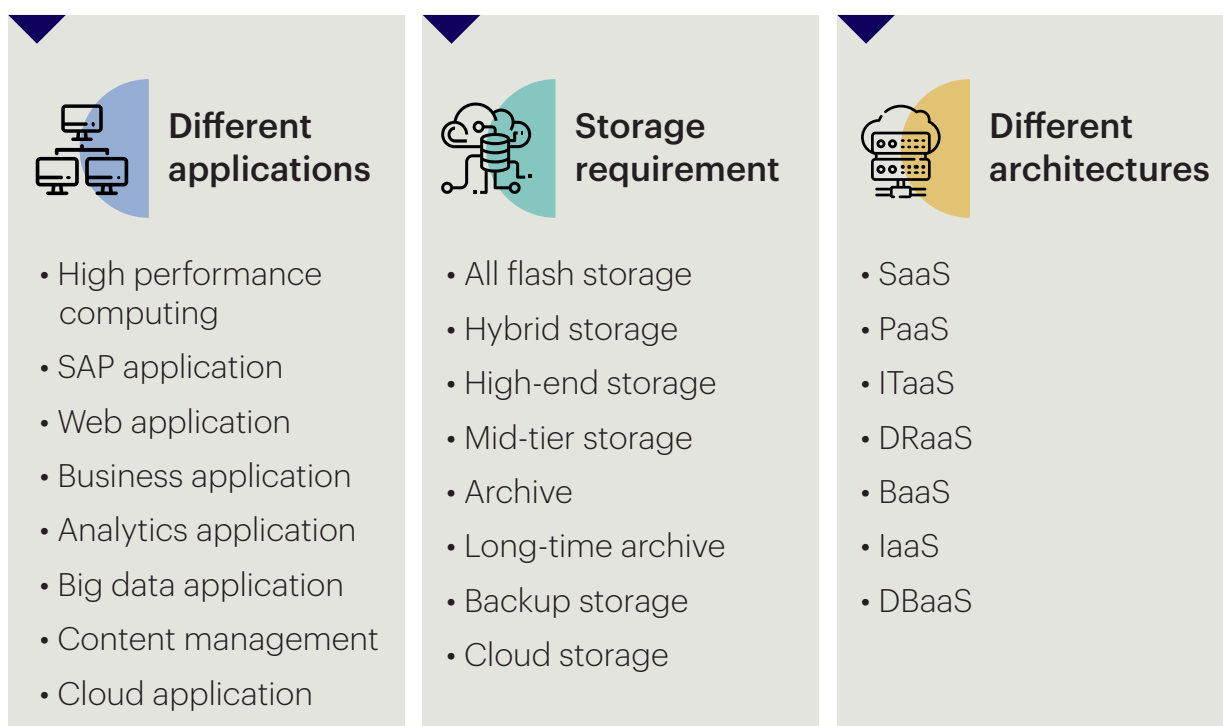 Different
applications
• High performance
computing
• SAP application
• Web application
• Business application
• Analytics application
• Big data application
• Content management
• Cloud application
Storage
requirement
• All flash storage
• Hybrid storage
• High-end storage
• Mid-tier storage
• Archive
• Long-time archive
• Backup storage
• Cloud storage
Different
architectures
• SaaS
• PaaS
• ITaaS
• DRaaS
• BaaS
• IaaS
• DBaaS